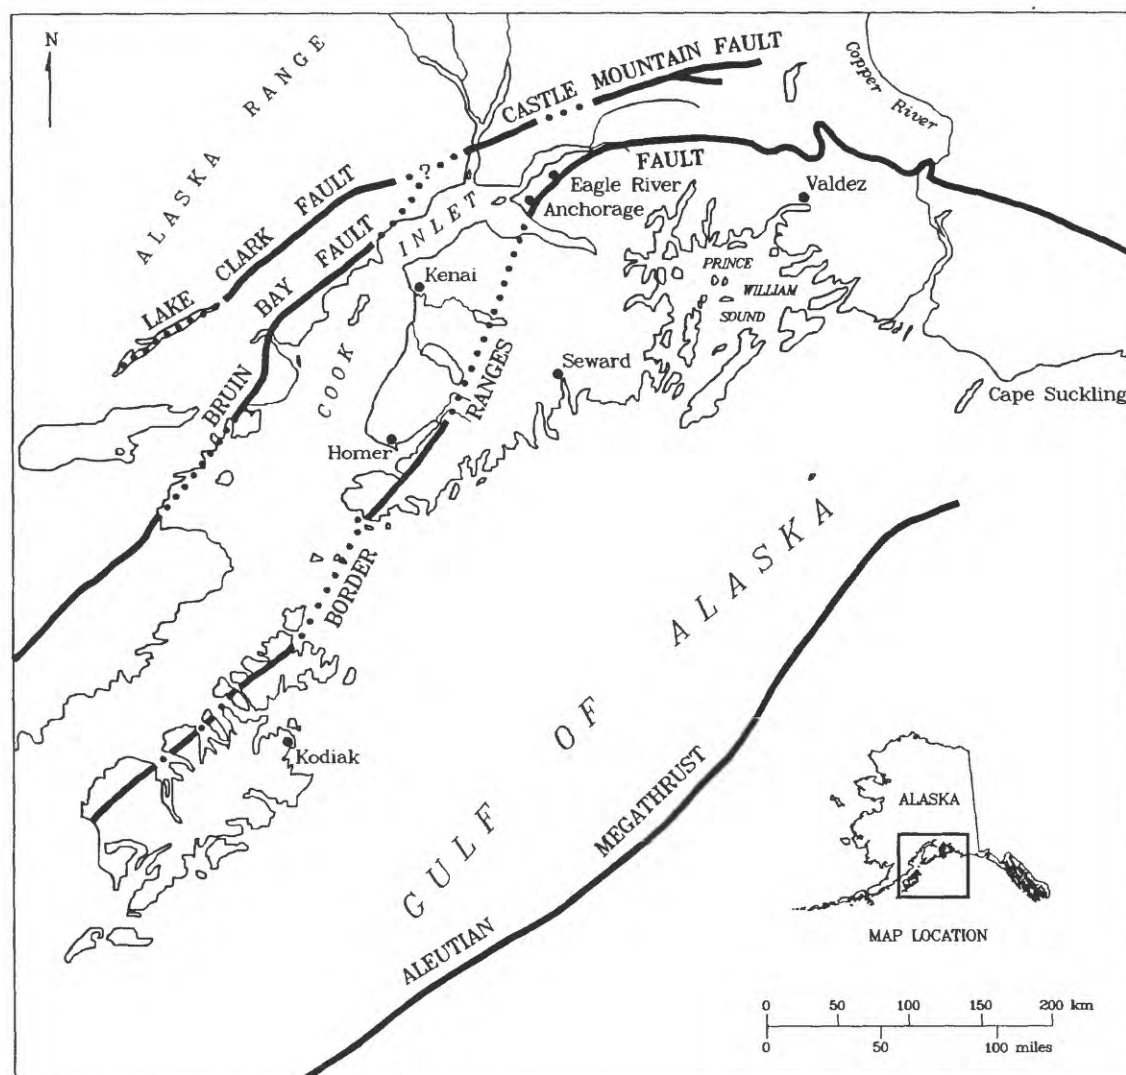 N
ALASKA RANGE
CASTLE MOUNTAIN FAULT
Copper River
LAKE CLARK FAULT
?
BRUIN BAY FAULT
COOK INLET
FAULT
Eagle River
Anchorage
Valdez
Kenai
PRINCE
WILLIAM
SOUND
Seward
Cape Suckling
RANGES
Homer
BORDER
Kodiak
GULF OF ALASKA
ALEUTIAN MEGATHRUST
ALASKA
MAP LOCATION
0 50 100 150 200 km
0 50 100 miles